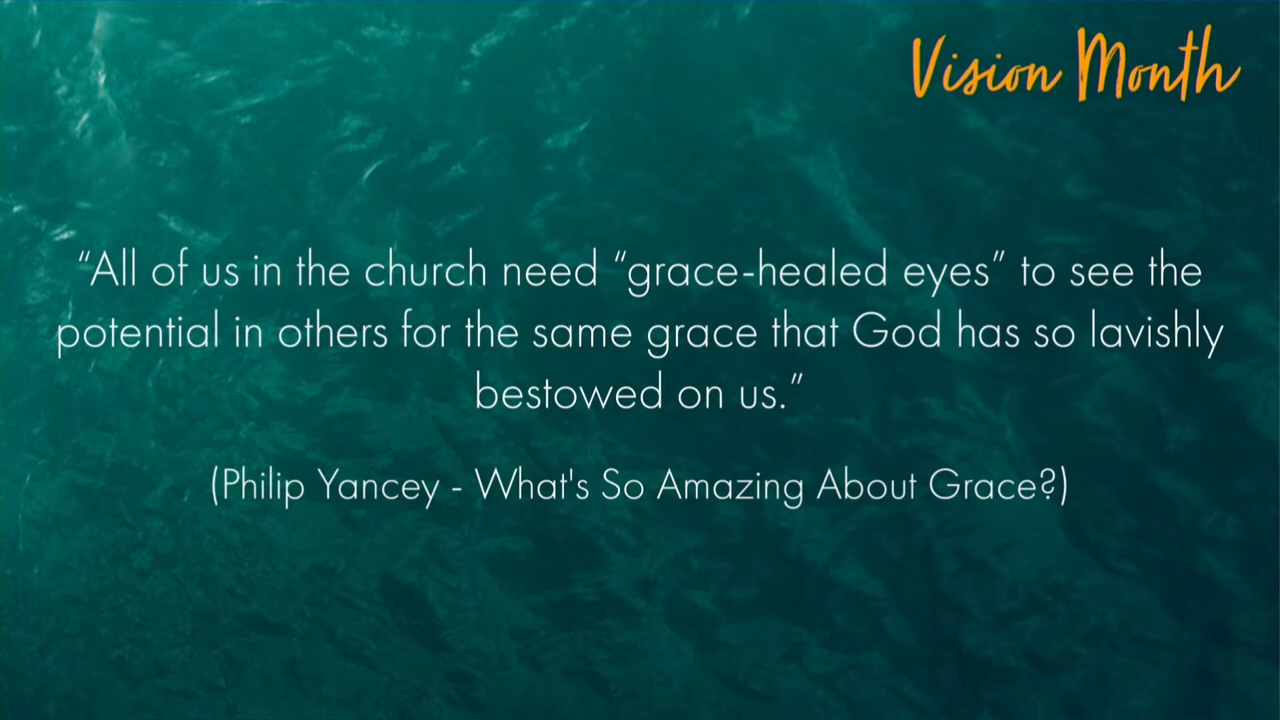 Vision Month
“All of us in the church need “grace-healed eyes” to see the
potential in others for the same grace that God has so lavishly
bestowed on us.”
(Philip Yancey - What's So Amazing About Grace?)